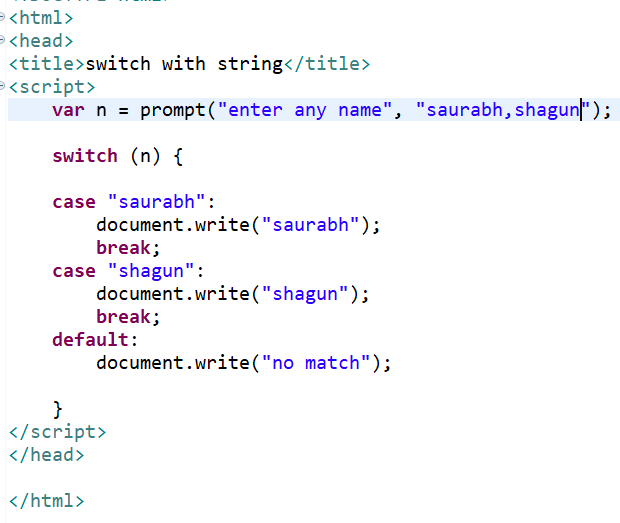 <html>
<head>
<title>switch with string</title>
<script>
    var n = prompt("enter any name", "saurabh,shagun");

    switch (n) {

    case "saurabh":
        document.write("saurabh");
        break;
    case "shagun":
        document.write("shagun");
        break;
    default:
        document.write("no match");

    }
</script>
</head>

</html>